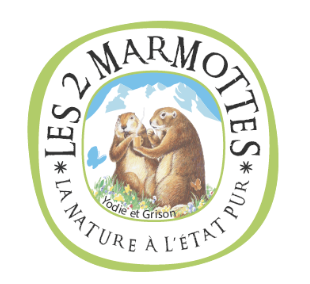 LES 2 MARMOTTES
Yodie et Grison
* LA NATURE À L'ÉTAT PUR *